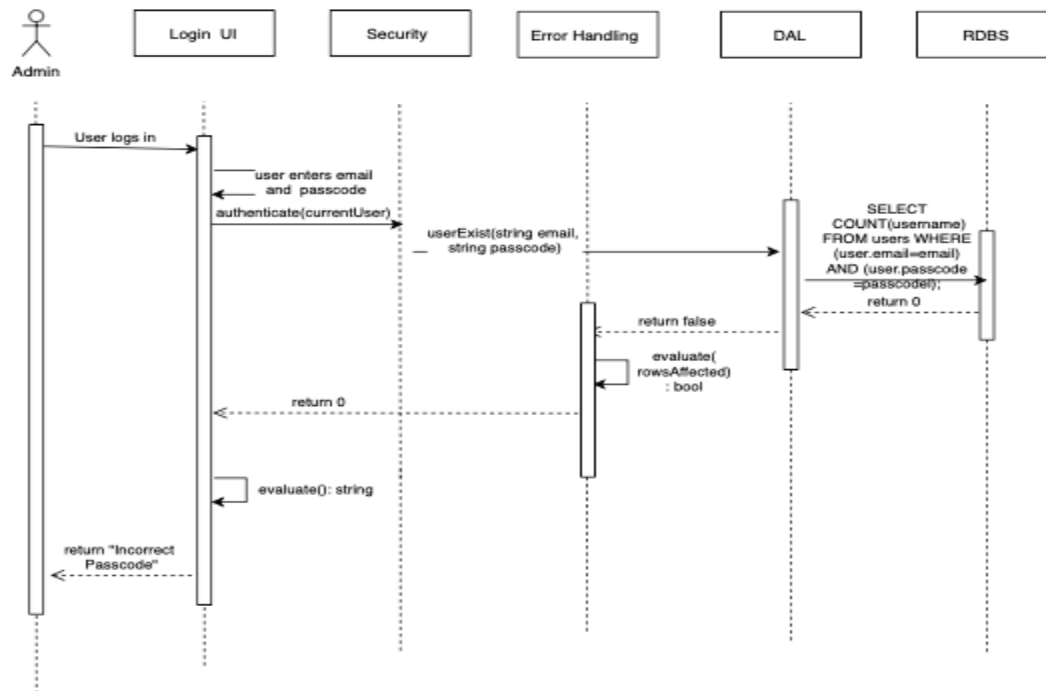 Admin
Login UI
Security
Error Handling
DAL
RDBS
User logs in
user enters email
and passcode
authenticate(currentUser)
userExist(string email,
string passcode)
SELECT
COUNT(username)
FROM users WHERE
(user.email=email)
AND (user.passcode
=passcodel);
return 0
return false
evaluate(
rowsAffected)
: bool
return 0
evaluate(): string
return "Incorrect
Passcode"